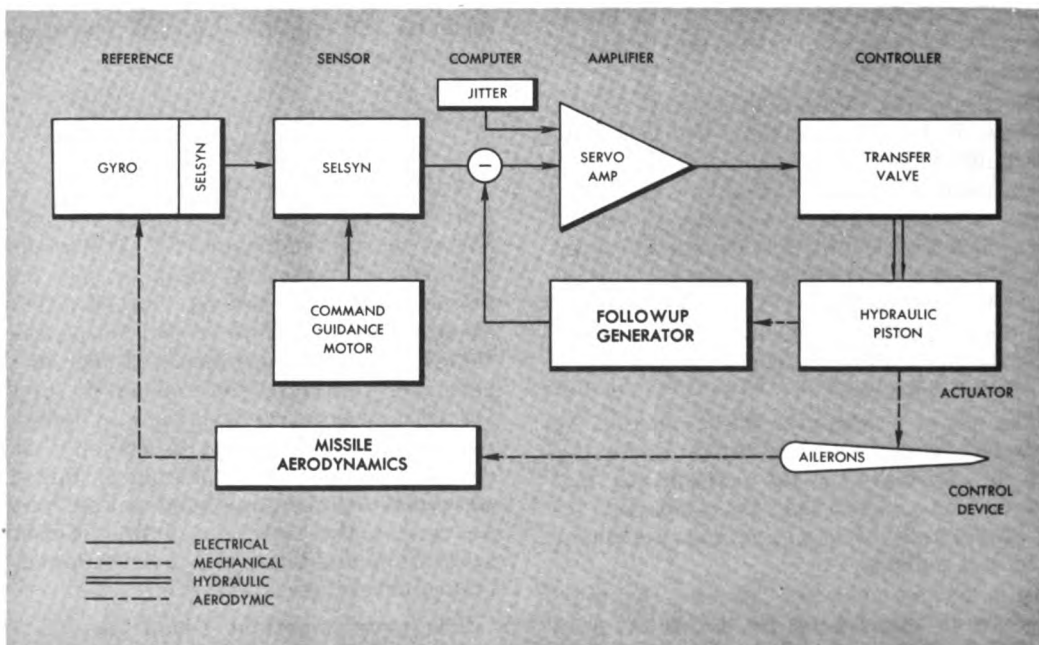 REFERENCE
SENSOR
COMPUTER
AMPLIFIER
CONTROLLER
JITTER
GYRO
SELSYN
SELSYN
−
SERVO
AMP
TRANSFER
VALVE
COMMAND
GUIDANCE
MOTOR
FOLLOWUP
GENERATOR
HYDRAULIC
PISTON
ACTUATOR
MISSILE
AERODYNAMICS
AILERONS
CONTROL
DEVICE
ELECTRICAL
MECHANICAL
HYDRAULIC
AERODYMIC